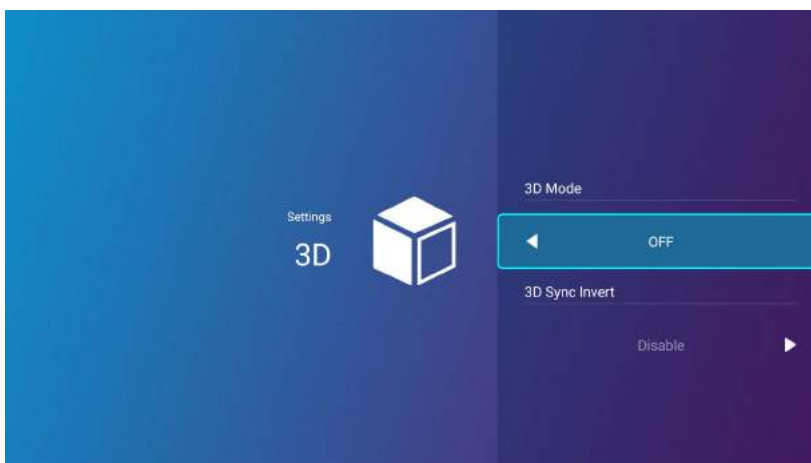 Settings
3D
3D Mode
OFF
3D Sync Invert
Disable